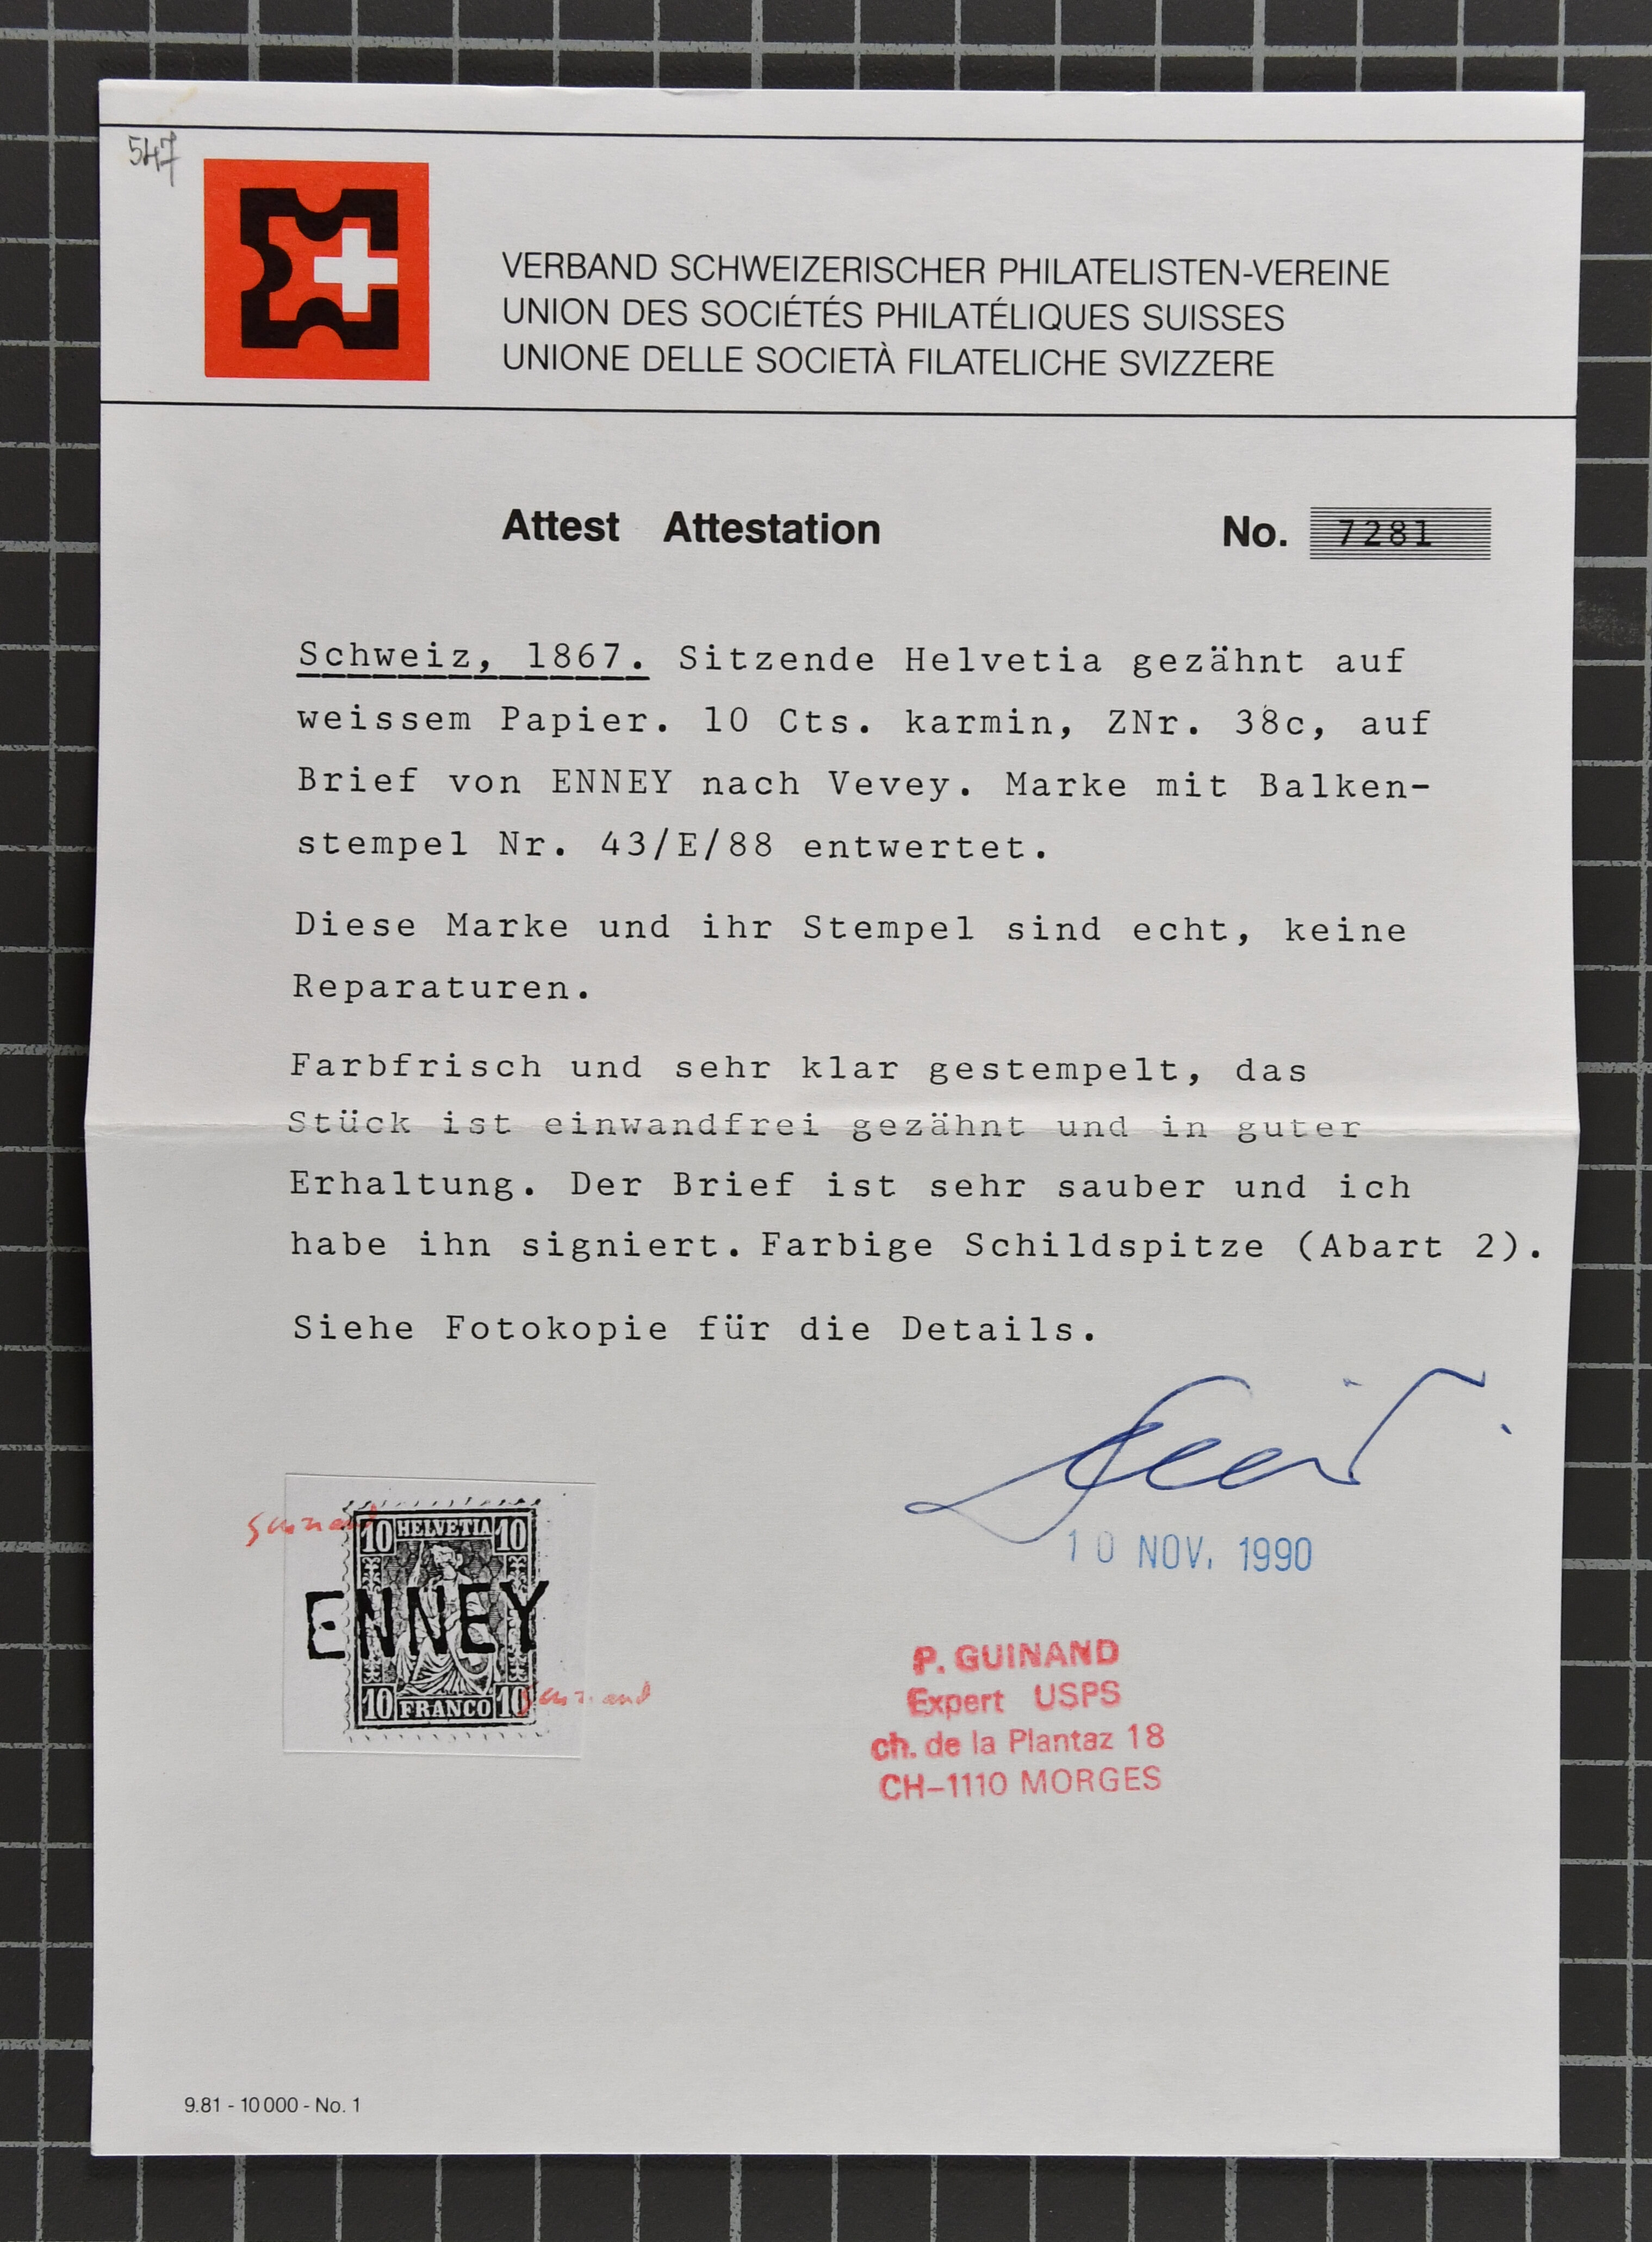 547
VERBAND SCHWEIZERISCHER PHILATELISTEN-VEREINE
UNION DES SOCIÉTÉS PHILATÉLIQUES SUISSES
UNIONE DELLE SOCIETÀ FILATELICHE SVIZZERE
Attest Attestation No. 7281
Schweiz, 1867. Sitzende Helvetia gezähnt auf
weissem Papier. 10 Cts. karmin, ZNr. 38c, auf
Brief von ENNEY nach Vevey. Marke mit Balken-
stempel Nr. 43/E/88 entwertet.
Diese Marke und ihr Stempel sind echt, keine
Reparaturen.
Farbfrisch und sehr klar gestempelt, das
Stück ist einwandfrei gezähnt und in guter
Erhaltung. Der Brief ist sehr sauber und ich
habe ihn signiert. Farbige Schildspitze (Abart 2).
Siehe Fotokopie für die Details.
10 NOV. 1990
10 HELVETIA 10
ENNEY
10 FRANCO 10
P. GUINAND
Expert USPS
ch. de la Plantaz 18
CH-1110 MORGES
9.81 - 10 000 - No. 1